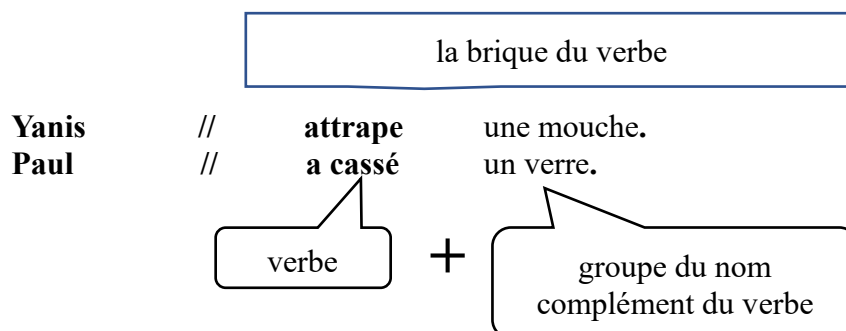 la brique du verbe
Yanis // attrape une mouche.
Paul // a cassé un verre.
verbe + groupe du nom
complément du verbe